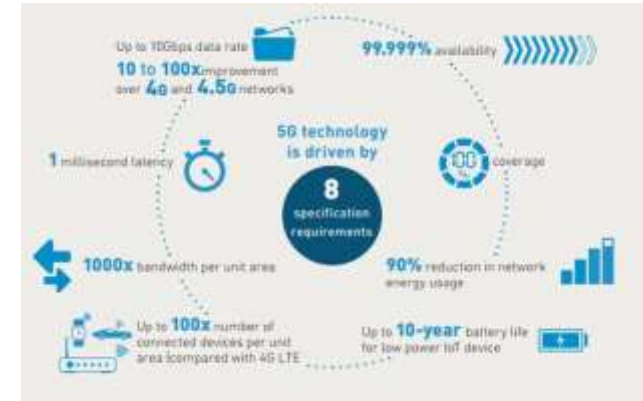 Up to 10Gbps data rate
10 to 100x improvement
over 4G and 4.5G networks
99.999% availability
5G technology
is driven by
8
specification
requirements
1 millisecond latency
100
%
coverage
1000x bandwidth per unit area
90% reduction in network
energy usage
Up to 100x number of
connected devices per unit
area (compared with 4G LTE
Up to 10-year battery life
for low power IoT device